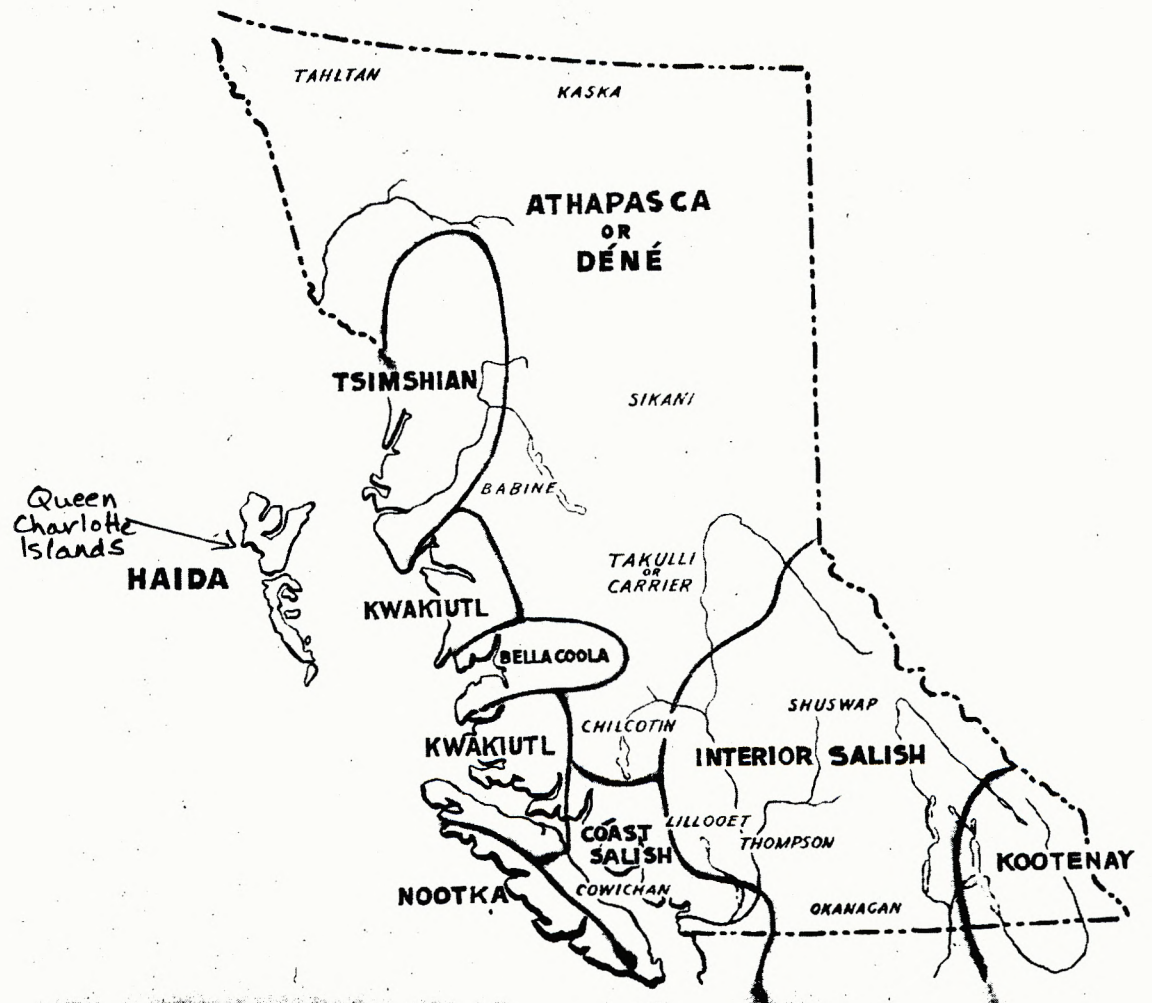 TAHLTAN
KASKA
ATHAPASCA
OR
DÉNÉ
TSIMSHIAN
SIKANI
BABINE
Queen
Charlotte
Islands
HAIDA
TAKULLI
OR
CARRIER
KWAKIUTL
BELLA COOLA
SHUSWAP
CHILCOTIN
KWAKIUTL
INTERIOR SALISH
LILLOOET
COAST
SALISH
THOMPSON
KOOTENAY
NOOTKA
COWICHAN
OKANAGAN